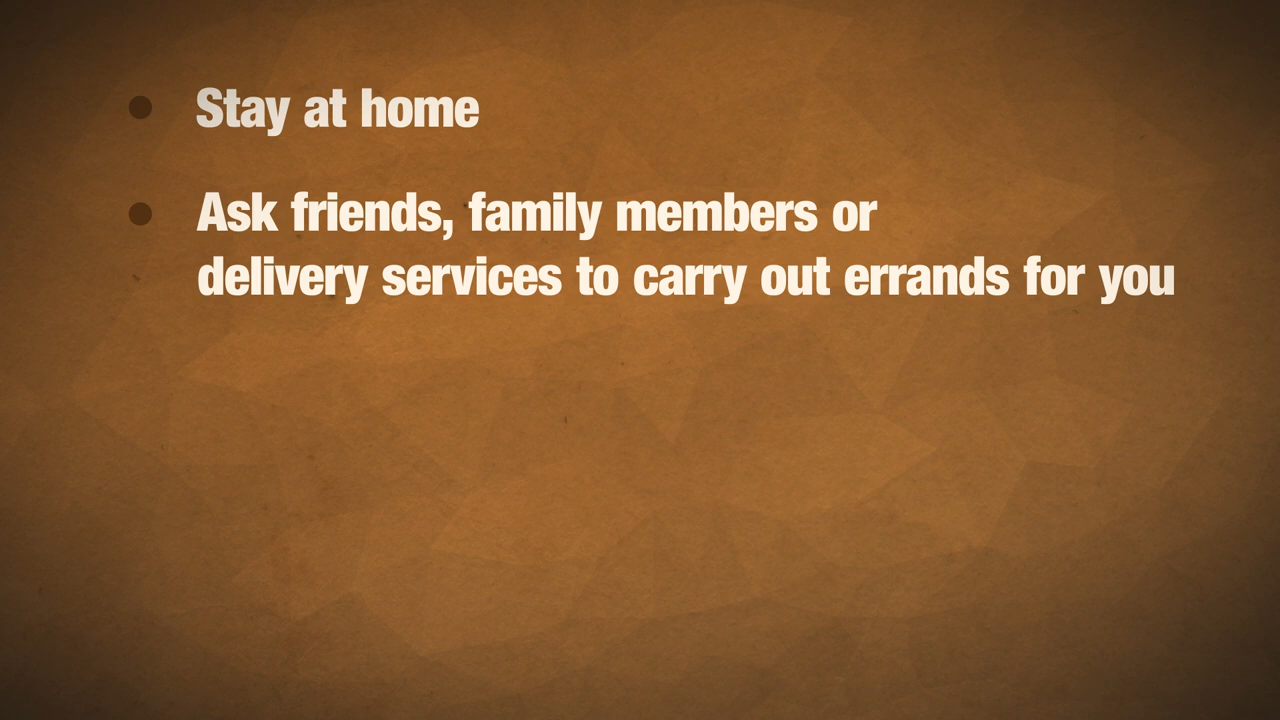 Stay at home
Ask friends, family members or
delivery services to carry out errands for you